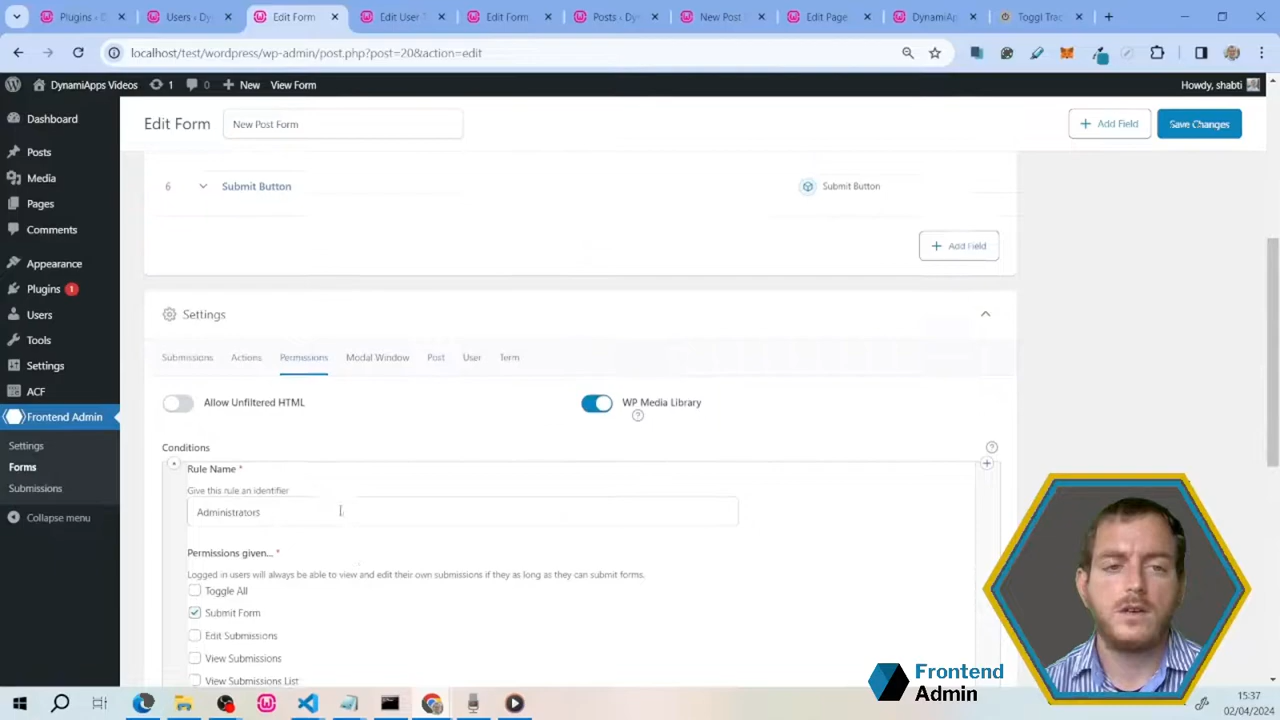 Plugins ‹ D
Users ‹ Dy
Edit Form
Edit User T
Edit Form
Posts ‹ Dy
New Post
Edit Page
DynamiAp
Toggl Trac
localhost/test/wordpress/wp-admin/post.php?post=20&action=edit
DynamiApps Videos
1
0
New
View Form
Howdy, shabti
Dashboard
Posts
Media
Pages
Comments
Appearance
Plugins 1
Users
Tools
Settings
ACF
Frontend Admin
Settings
Forms
Submissions
Collapse menu
Edit Form
New Post Form
Add Field
Save Changes
6
Submit Button
Submit Button
Add Field
Settings
Submissions
Actions
Permissions
Modal Window
Post
User
Term
Allow Unfiltered HTML
WP Media Library
Conditions
Rule Name *
Give this rule an identifier
Administrators
Permissions given... *
Logged in users will always be able to view and edit their own submissions if they as long as they can submit forms.
Toggle All
Submit Form
Edit Submissions
View Submissions
View Submissions List
Frontend
Admin
15:37
02/04/2024